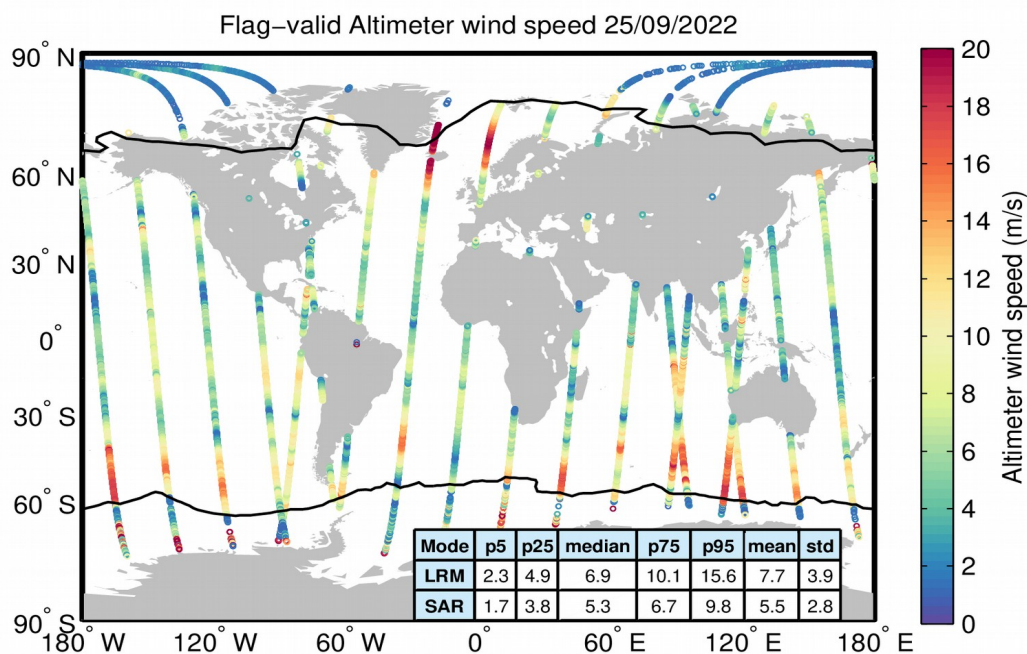 Flag−valid Altimeter wind speed 25/09/2022
90° N
60° N
30° N
0°
30° S
60° S
90° S
180° W
120° W
60° W
0°
60° E
120° E
180° E
20
18
16
14
12
10
8
6
4
2
0
Altimeter wind speed (m/s)
Mode p5 p25 median p75 p95 mean std
LRM 2.3 4.9 6.9 10.1 15.6 7.7 3.9
SAR 1.7 3.8 5.3 6.7 9.8 5.5 2.8